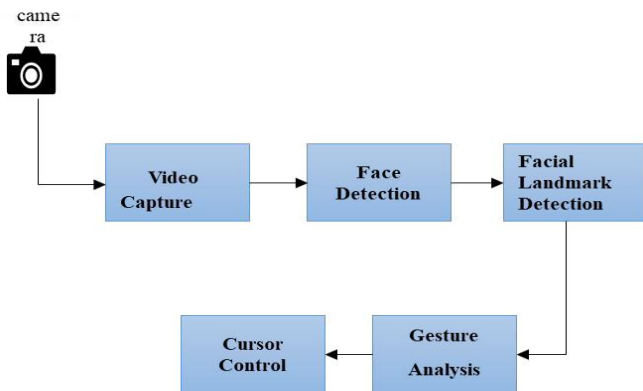 came
ra
Video
Capture
Face
Detection
Facial
Landmark
Detection
Cursor
Control
Gesture
Analysis